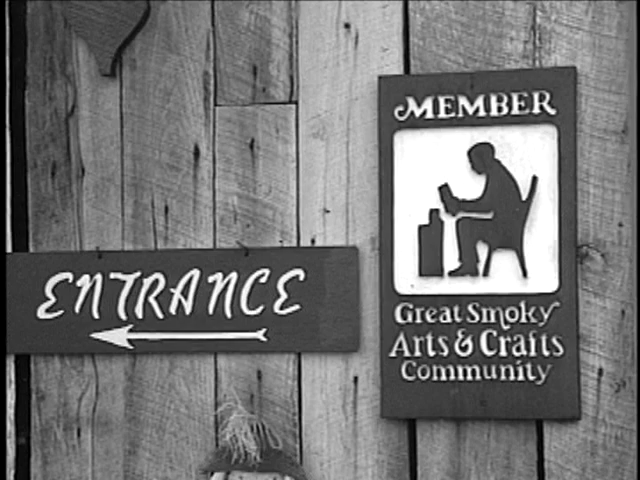 MEMBER
Great Smoky
Arts & Crafts
Community
ENTRANCE